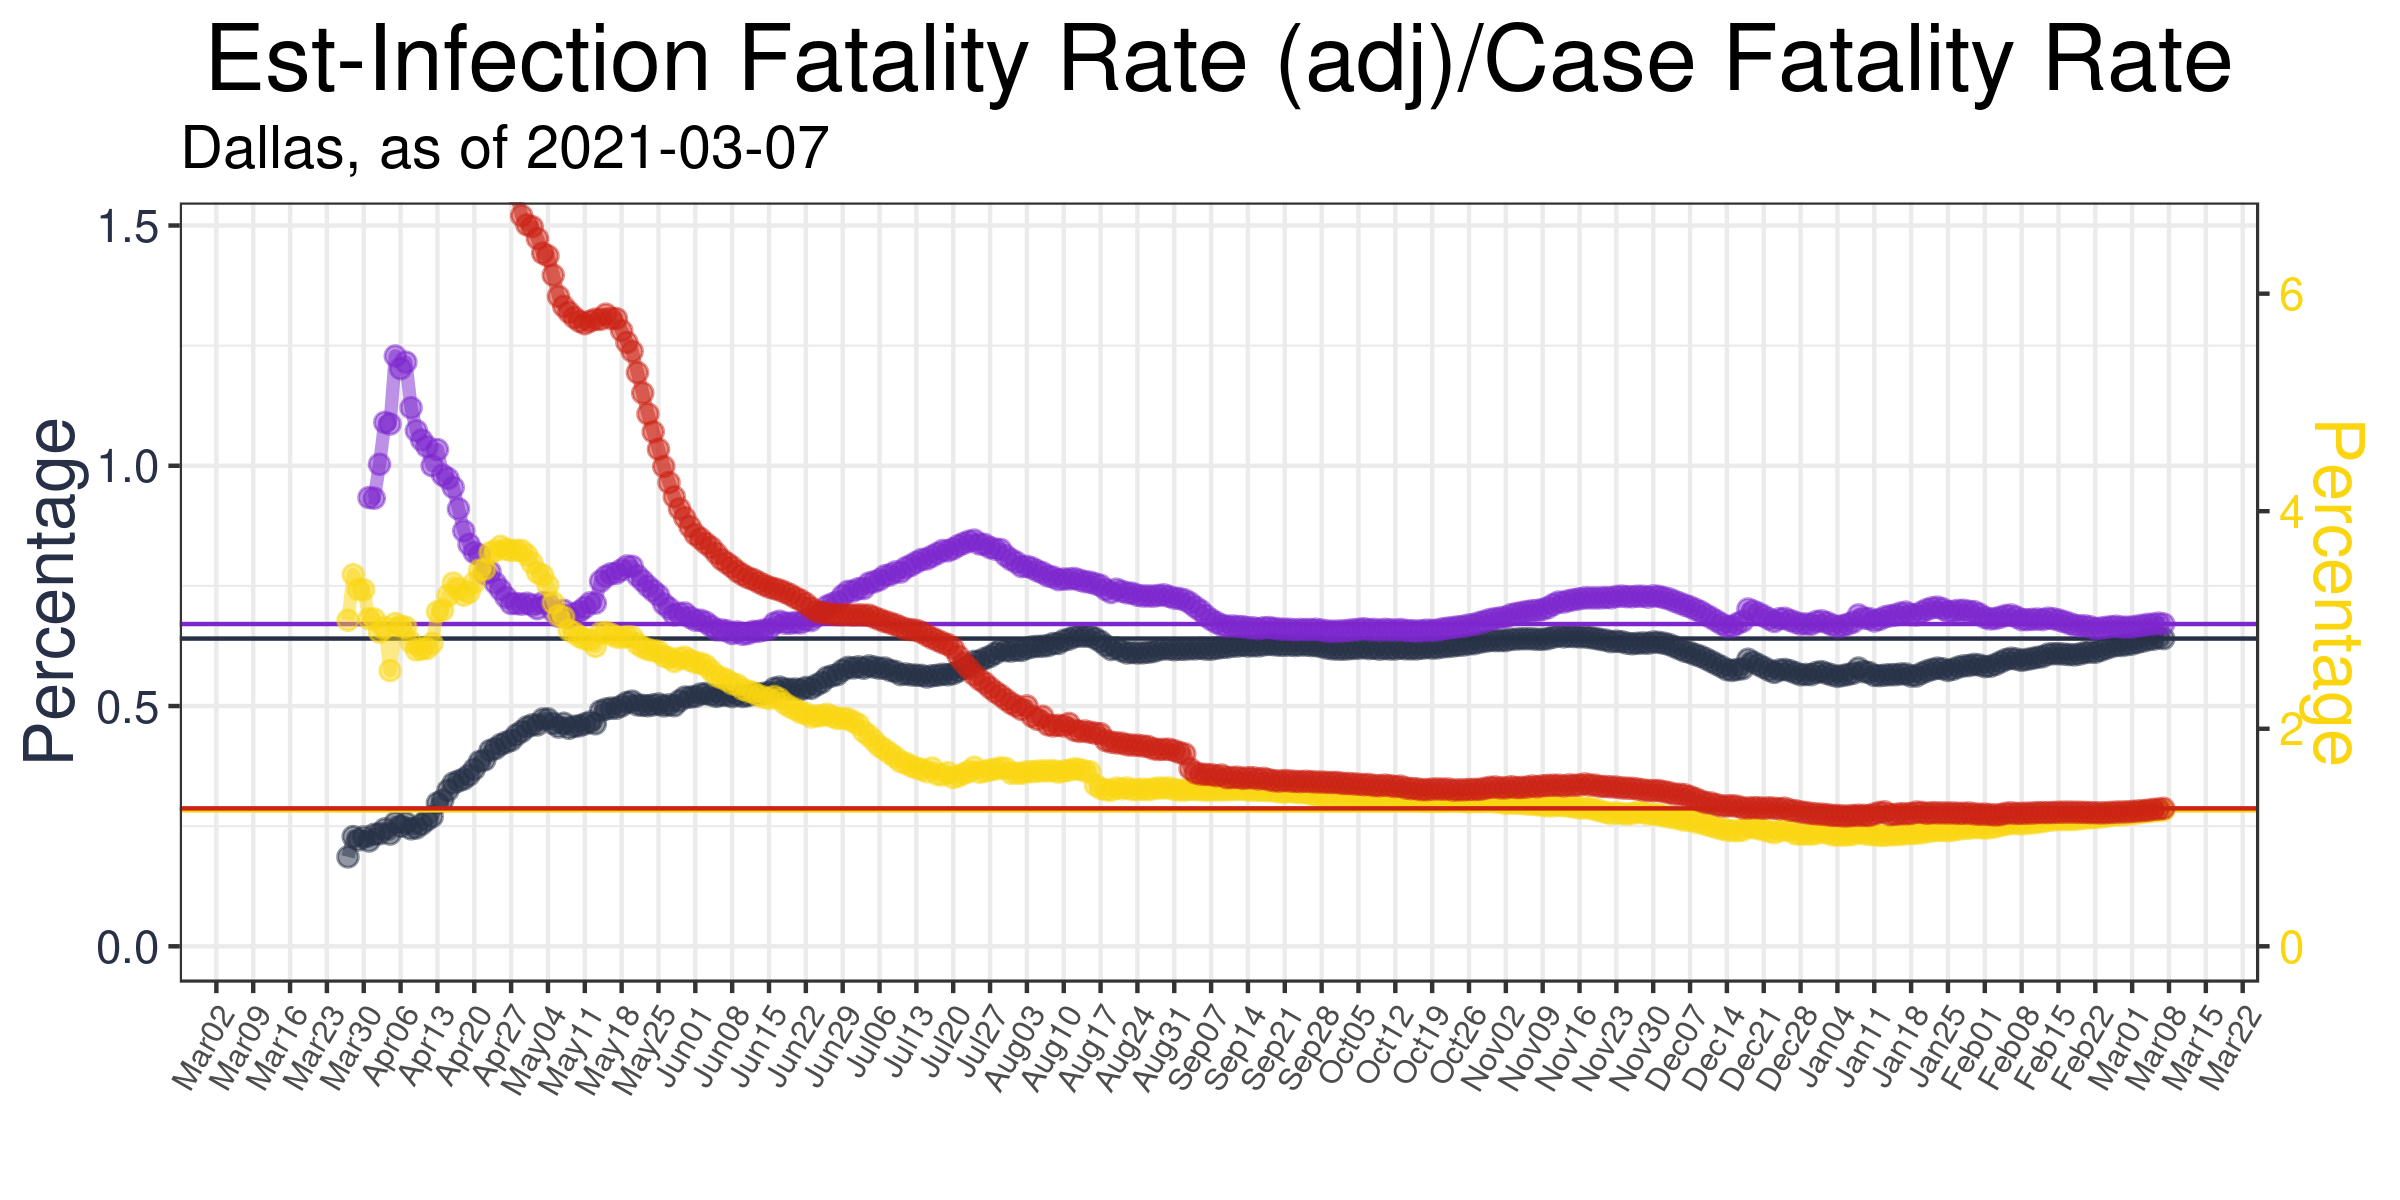 Est-Infection Fatality Rate (adj)/Case Fatality Rate
Dallas, as of 2021-03-07
1.5
1.0
0.5
0.0
Percentage
6
4
2
0
Percentage
Mar02
Mar09
Mar16
Mar23
Mar30
Apr06
Apr13
Apr20
Apr27
May04
May11
May18
May25
Jun01
Jun08
Jun15
Jun22
Jun29
Jul06
Jul13
Jul20
Jul27
Aug03
Aug10
Aug17
Aug24
Aug31
Sep07
Sep14
Sep21
Sep28
Oct05
Oct12
Oct19
Oct26
Nov02
Nov09
Nov16
Nov23
Nov30
Dec07
Dec14
Dec21
Dec28
Dec04
Jan11
Jan18
Jan25
Feb01
Feb08
Feb15
Feb22
Mar01
Mar08
Mar15
Mar22